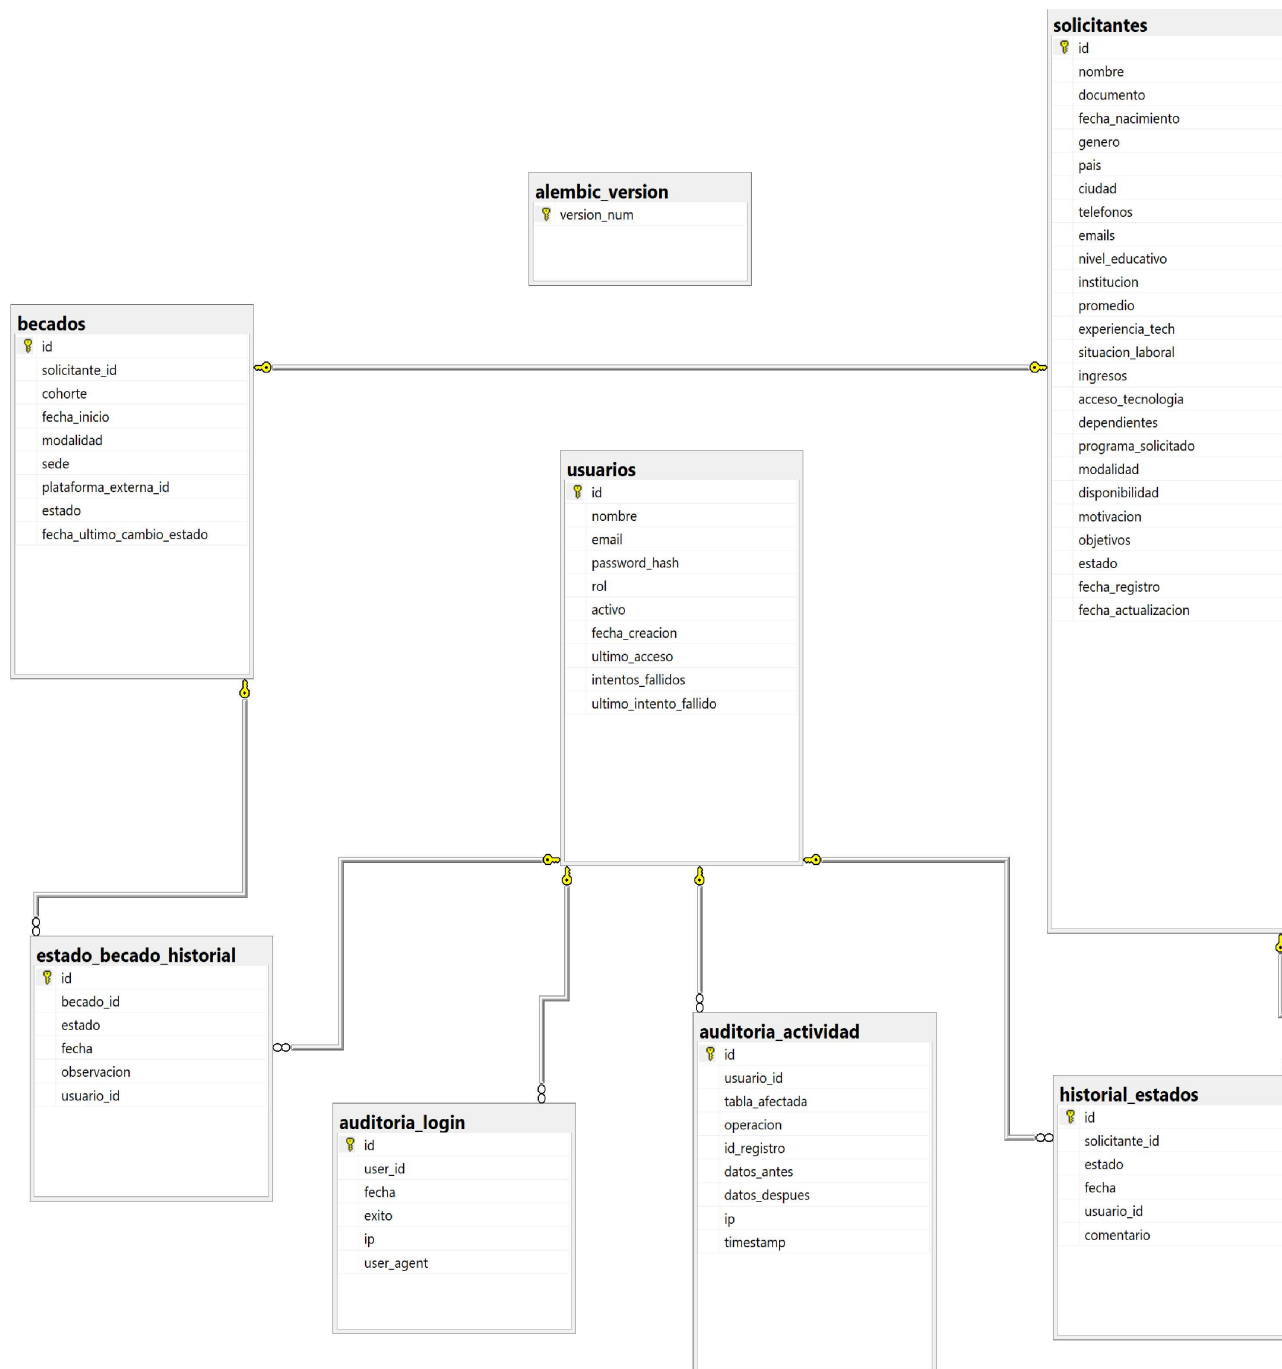 solicitantes
id
nombre
documento
fecha_nacimiento
genero
pais
ciudad
telefonos
emails
nivel_educativo
institucion
promedio
experiencia_tech
situacion_laboral
ingresos
acceso_tecnologia
dependientes
programa_solicitado
modalidad
disponibilidad
motivacion
objetivos
estado
fecha_registro
fecha_actualizacion
alembic_version
version_num
becados
id
solicitante_id
cohorte
fecha_inicio
modalidad
sede
plataforma_externa_id
estado
fecha_ultimo_cambio_estado
usuarios
id
nombre
email
password_hash
rol
activo
fecha_creacion
ultimo_acceso
intentos_fallidos
ultimo_intento_fallido
estado_becado_historial
id
becado_id
estado
fecha
observacion
usuario_id
auditoria_login
id
user_id
fecha
exito
ip
user_agent
auditoria_actividad
id
usuario_id
tabla_afectada
operacion
id_registro
datos_antes
datos_despues
ip
timestamp
historial_estados
id
solicitante_id
estado
fecha
usuario_id
comentario